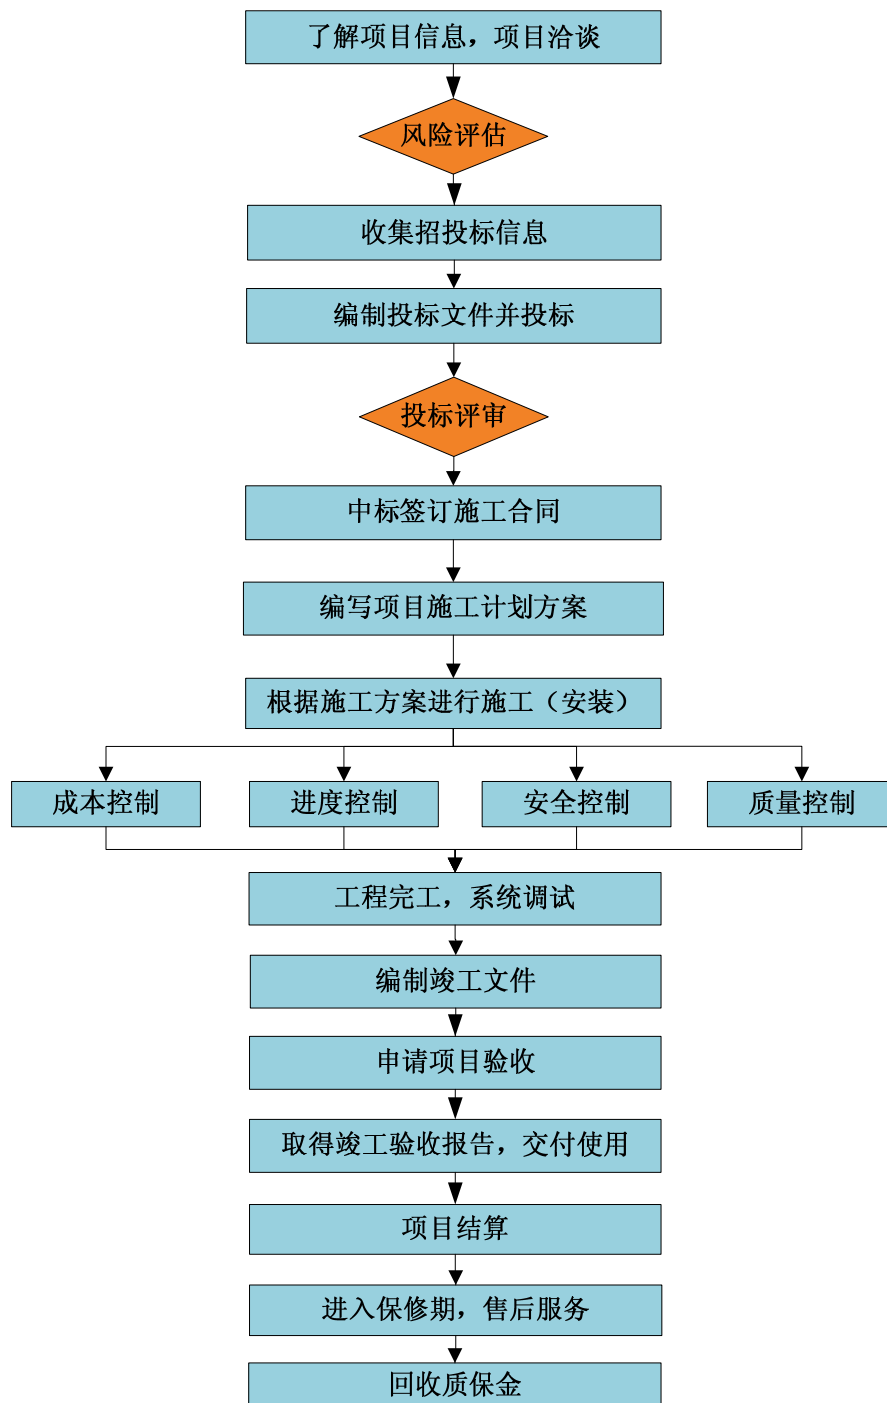 了解项目信息，项目洽谈
风险评估
收集招投标信息
编制投标文件并投标
投标评审
中标签订施工合同
编写项目施工计划方案
根据施工方案进行施工（安装）
成本控制
进度控制
安全控制
质量控制
工程完工，系统调试
编制竣工文件
申请项目验收
取得竣工验收报告，交付使用
项目结算
进入保修期，售后服务
回收质保金